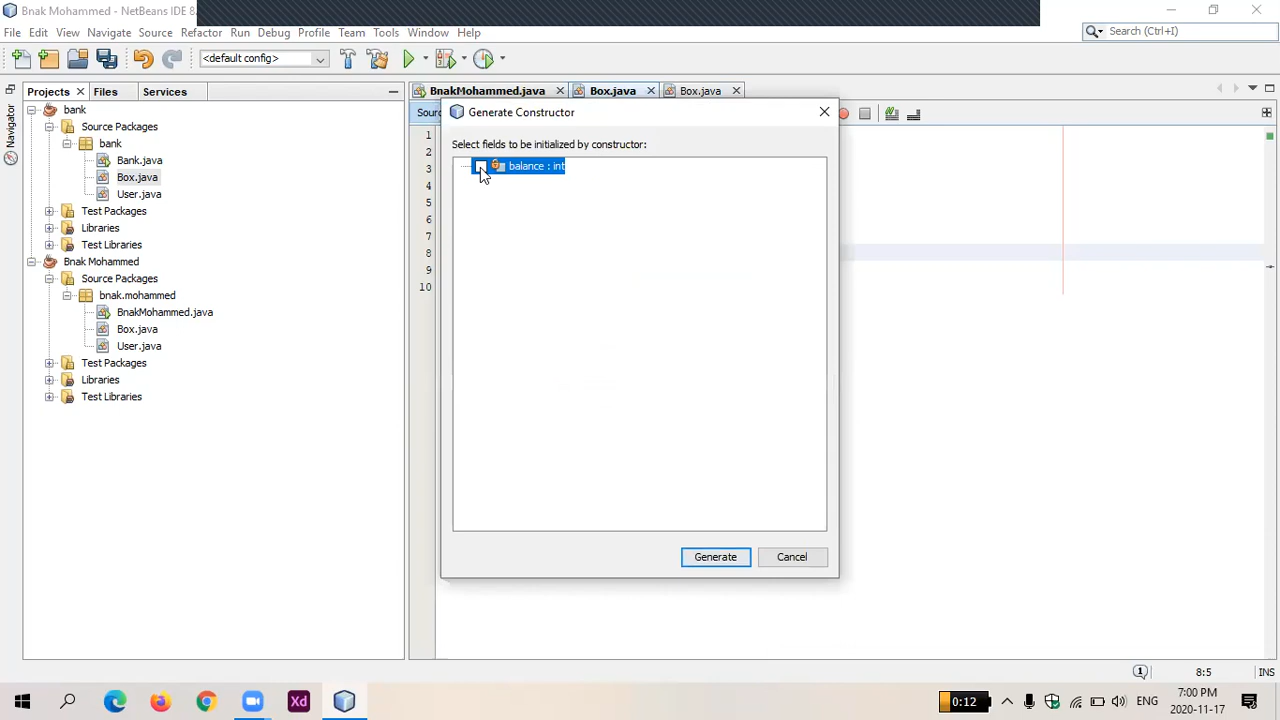 Bnak Mohammed - NetBeans IDE 8
File Edit View Navigate Source Refactor Run Debug Profile Team Tools Window Help
Search (Ctrl+I)
<default config>
Projects Files Services
BnakMohammed.java Box.java Box.java
Navigator
bank
Source Packages
bank
Bank.java
Box.java
User.java
Test Packages
Libraries
Test Libraries
Bnak Mohammed
Source Packages
bnak.mohammed
BnakMohammed.java
Box.java
User.java
Test Packages
Libraries
Test Libraries
Sourc
1
2
3
4
5
6
7
8
9
10
Generate Constructor
Select fields to be initialized by constructor:
balance : int
Generate Cancel
1 8:5 INS
Xd
0:12
ENG
7:00 PM
2020-11-17